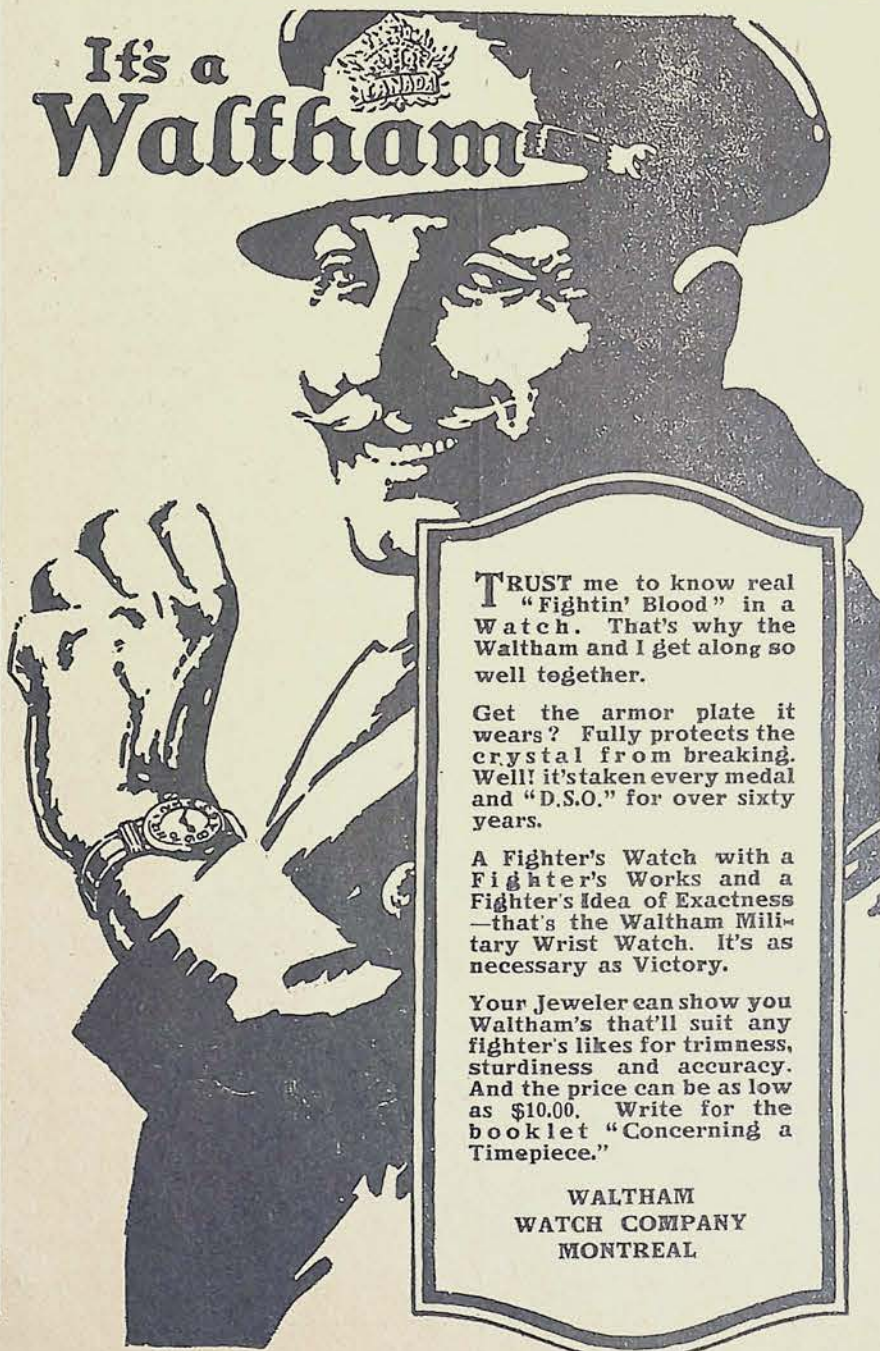 It's a
Waltham
CANADA
TRUST me to know real
"Fightin' Blood" in a
Watch. That's why the
Waltham and I get along so
well together.
Get the armor plate it
wears? Fully protects the
crystal from breaking.
Well! it'staken every medal
and "D.S.O." for over sixty
years.
A Fighter's Watch with a
Fighter's Works and a
Fighter's Idea of Exactness
—that's the Waltham Mili-
tary Wrist Watch. It's as
necessary as Victory.
Your Jeweler can show you
Waltham's that'll suit any
fighter's likes for trimness,
sturdiness and accuracy.
And the price can be as low
as $10.00. Write for the
booklet "Concerning a
Timepiece."
WALTHAM
WATCH COMPANY
MONTREAL